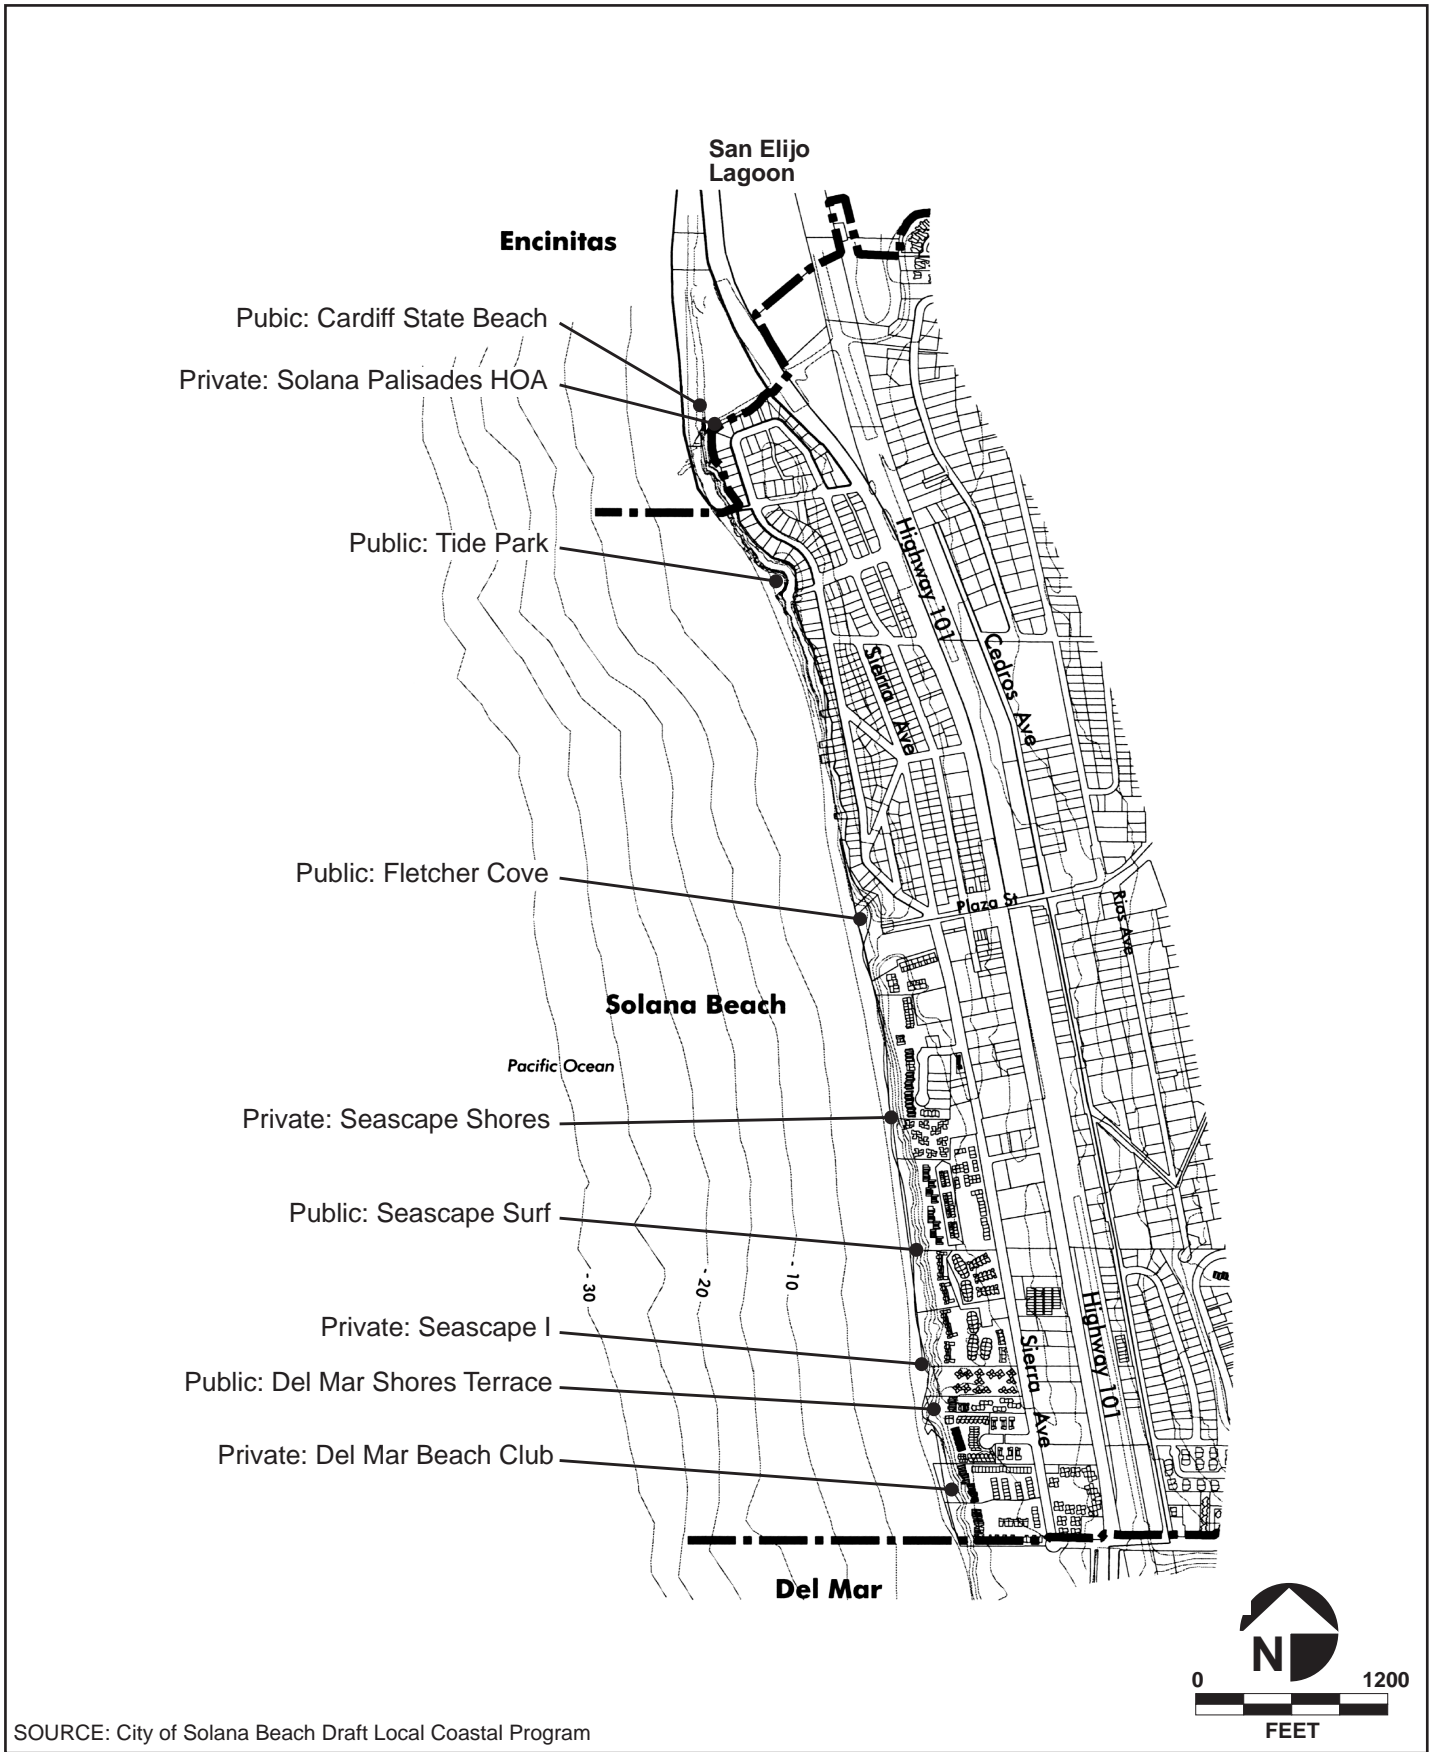 San Elijo
Lagoon
Encinitas
Pubic: Cardiff State Beach
Private: Solana Palisades HOA
Public: Tide Park
Highway 101
Cedros Ave
Sierra Ave
Public: Fletcher Cove
Plaza St
Rios Ave
Solana Beach
Pacific Ocean
Private: Seascape Shores
Public: Seascape Surf
- 30
- 20
- 10
Private: Seascape I
Highway 101
Sierra Ave
Public: Del Mar Shores Terrace
Private: Del Mar Beach Club
Del Mar
N
0 1200
FEET
SOURCE: City of Solana Beach Draft Local Coastal Program